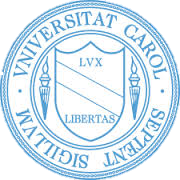 SIGILLVM · VNIVERSITAT CAROL · SEPTENT
LVX
LIBERTAS